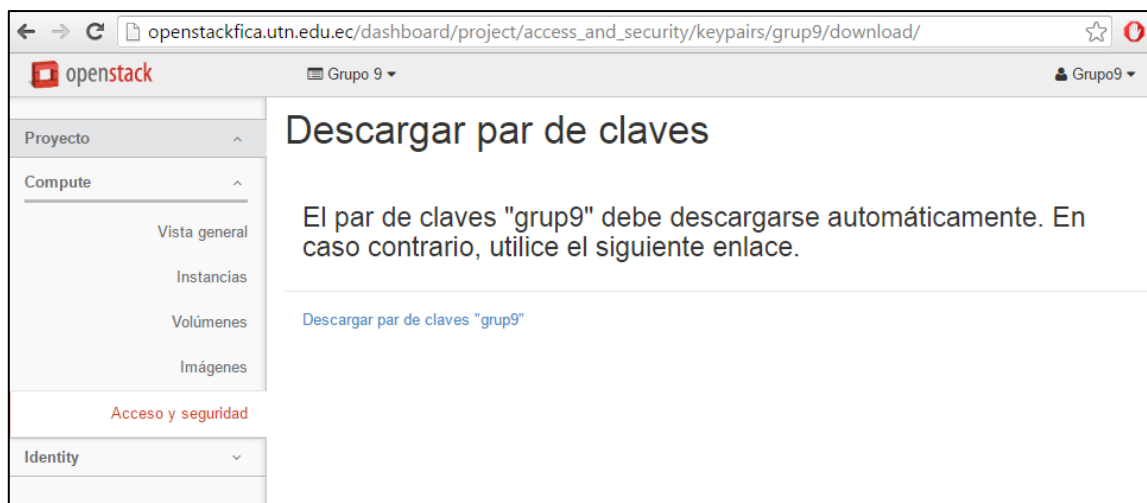 openstackfica.utn.edu.ec/dashboard/project/access_and_security/keypairs/grup9/download/
openstack
Grupo 9
Grupo9
Proyecto
Descargar par de claves
Compute
Vista general
El par de claves "grup9" debe descargarse automáticamente. En
caso contrario, utilice el siguiente enlace.
Instancias
Volúmenes
Descargar par de claves "grup9"
Imágenes
Acceso y seguridad
Identity